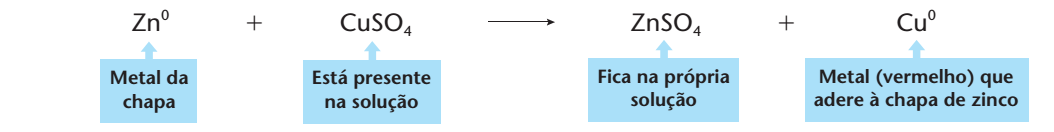 Zn⁰ + CuSO₄ ⟶ ZnSO₄ + Cu⁰
Metal da
chapa
Está presente
na solução
Fica na própria
solução
Metal (vermelho) que
adere à chapa de zinco